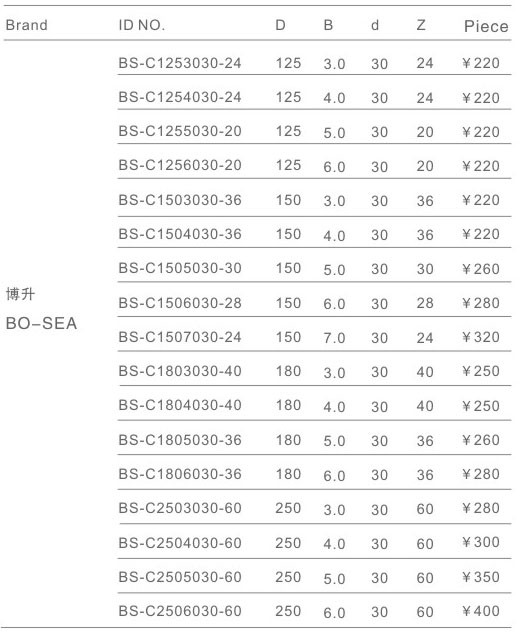 Brand ID NO. D B d Z Piece
BS-C1253030-24 125 3.0 30 24 ¥220
BS-C1254030-24 125 4.0 30 24 ¥220
BS-C1255030-20 125 5.0 30 20 ¥220
BS-C1256030-20 125 6.0 30 20 ¥220
BS-C1503030-36 150 3.0 30 36 ¥220
BS-C1504030-36 150 4.0 30 36 ¥220
BS-C1505030-30 150 5.0 30 30 ¥260
博升
BS-C1506030-28 150 6.0 30 28 ¥280
BO–SEA
BS-C1507030-24 150 7.0 30 24 ¥320
BS-C1803030-40 180 3.0 30 40 ¥250
BS-C1804030-40 180 4.0 30 40 ¥250
BS-C1805030-36 180 5.0 30 36 ¥260
BS-C1806030-36 180 6.0 30 36 ¥280
BS-C2503030-60 250 3.0 30 60 ¥280
BS-C2504030-60 250 4.0 30 60 ¥300
BS-C2505030-60 250 5.0 30 60 ¥350
BS-C2506030-60 250 6.0 30 60 ¥400